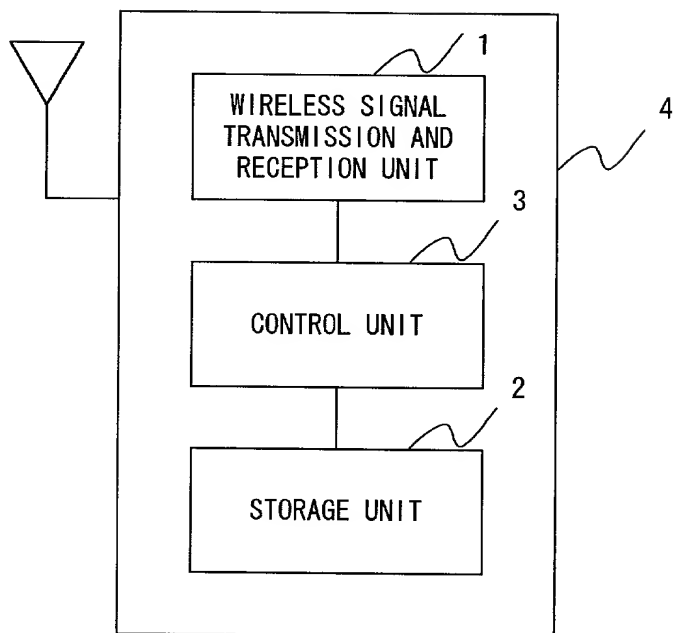 1
WIRELESS SIGNAL
TRANSMISSION AND
RECEPTION UNIT
4
3
CONTROL UNIT
2
STORAGE UNIT